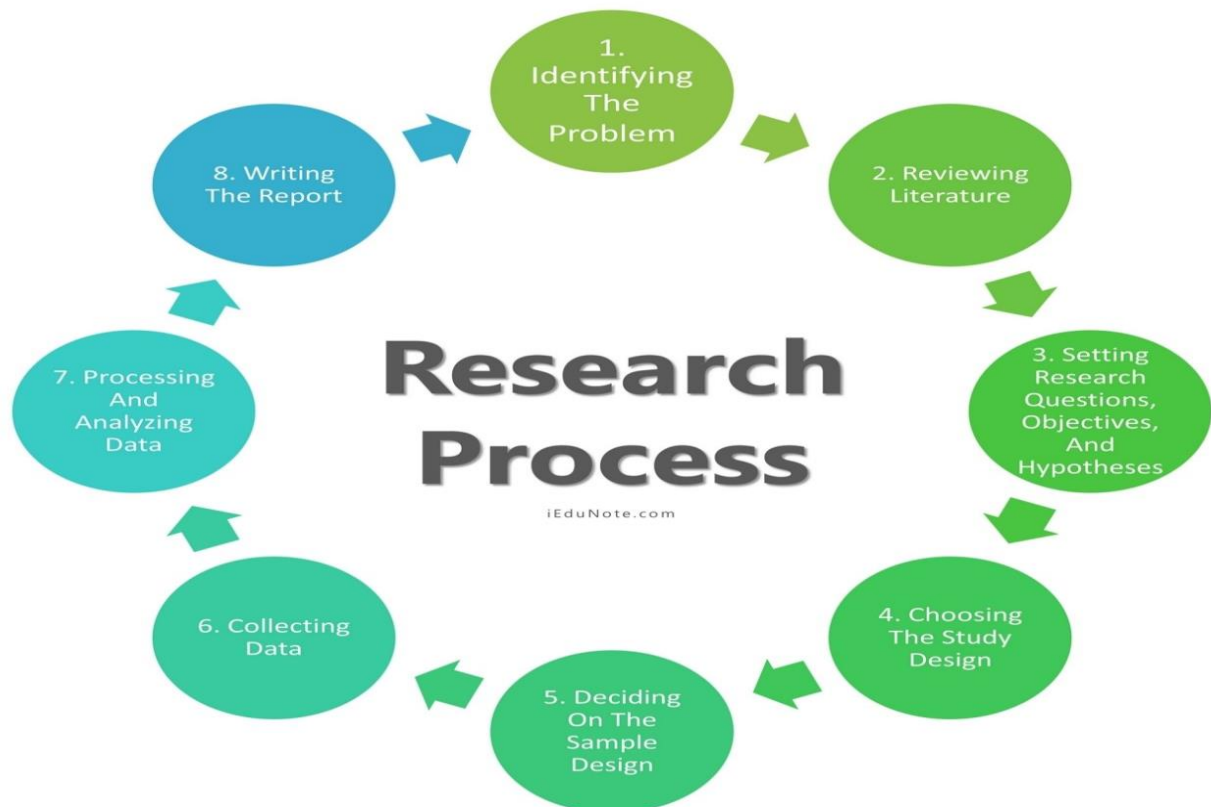 1.
Identifying
The
Problem
2. Reviewing
Literature
3. Setting
Research
Questions,
Objectives,
And
Hypotheses
4. Choosing
The Study
Design
5. Deciding
On The
Sample
Design
6. Collecting
Data
7. Processing
And
Analyzing
Data
8. Writing
The Report
Research
Process
iEduNote.com